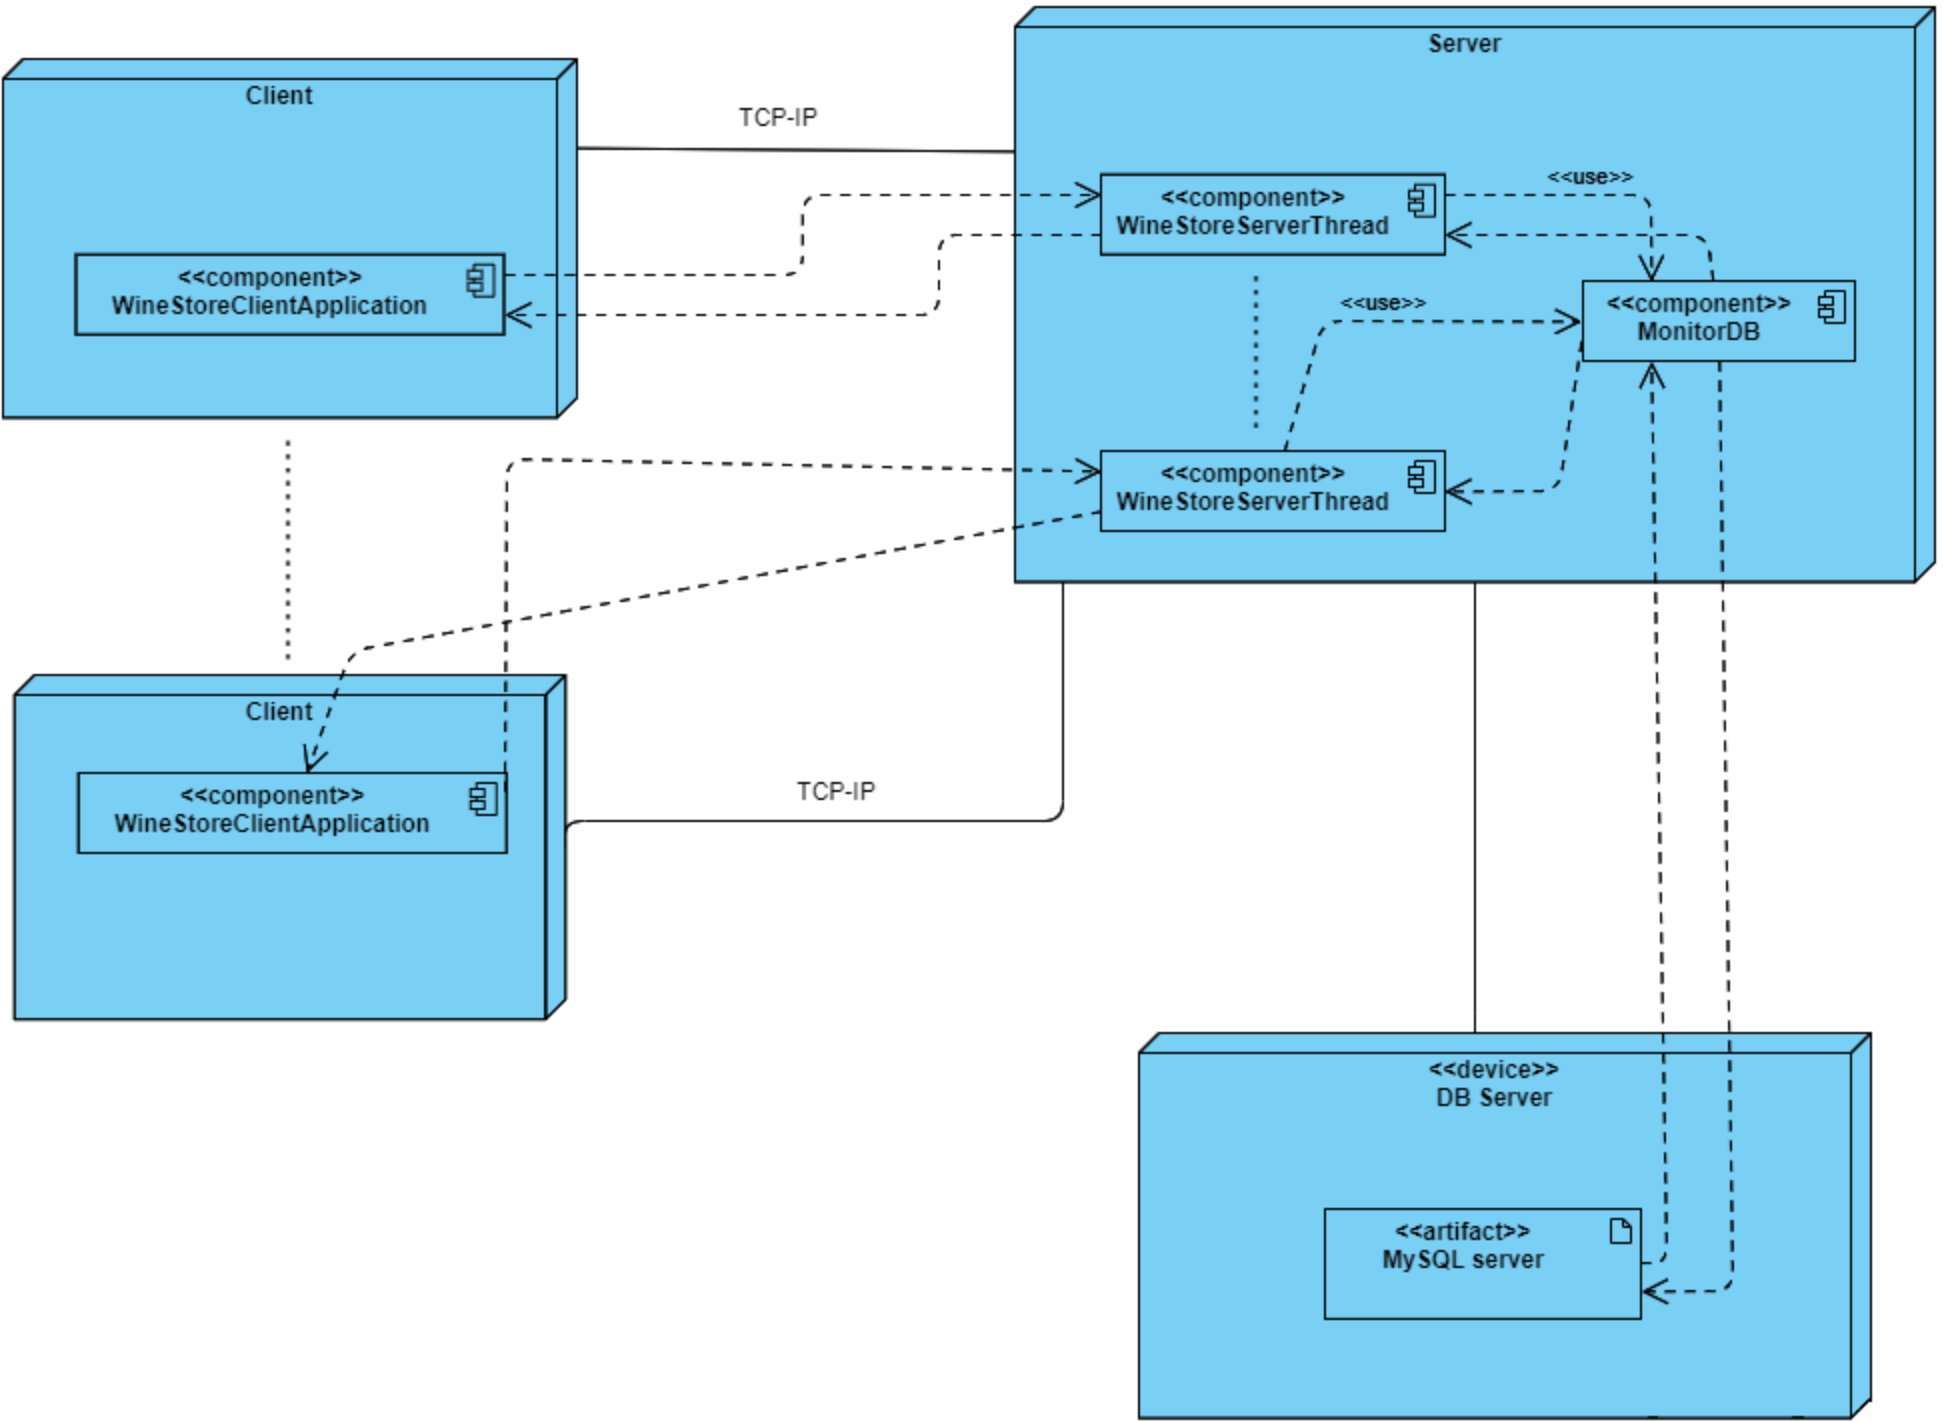 Server
Client
TCP-IP
<<component>>
WineStoreServerThread
<<use>>
<<component>>
WineStoreClientApplication
<<use>>
<<component>>
MonitorDB
<<component>>
WineStoreServerThread
Client
<<component>>
WineStoreClientApplication
TCP-IP
<<device>>
DB Server
<<artifact>>
MySQL server